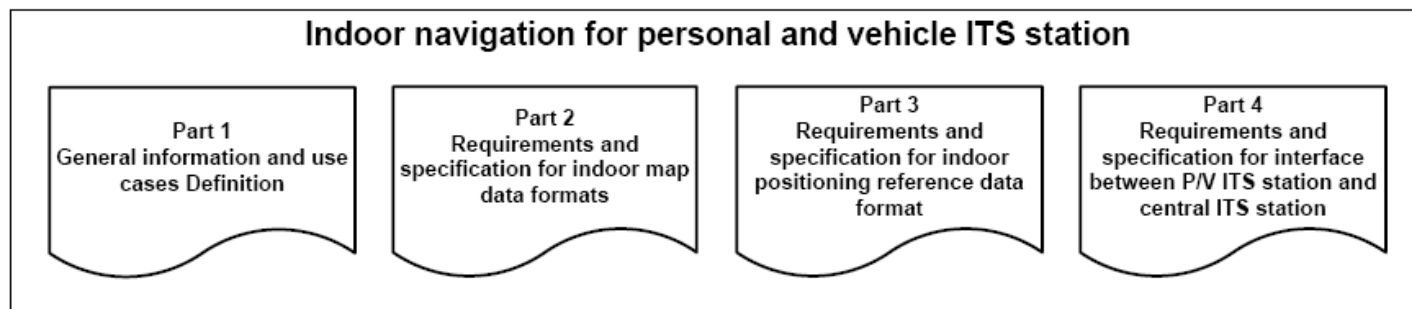 Indoor navigation for personal and vehicle ITS station
Part 1
General information and use
cases Definition
Part 2
Requirements and
specification for indoor map
data formats
Part 3
Requirements and
specification for indoor
positioning reference data
format
Part 4
Requirements and
specification for interface
between P/V ITS station and
central ITS station